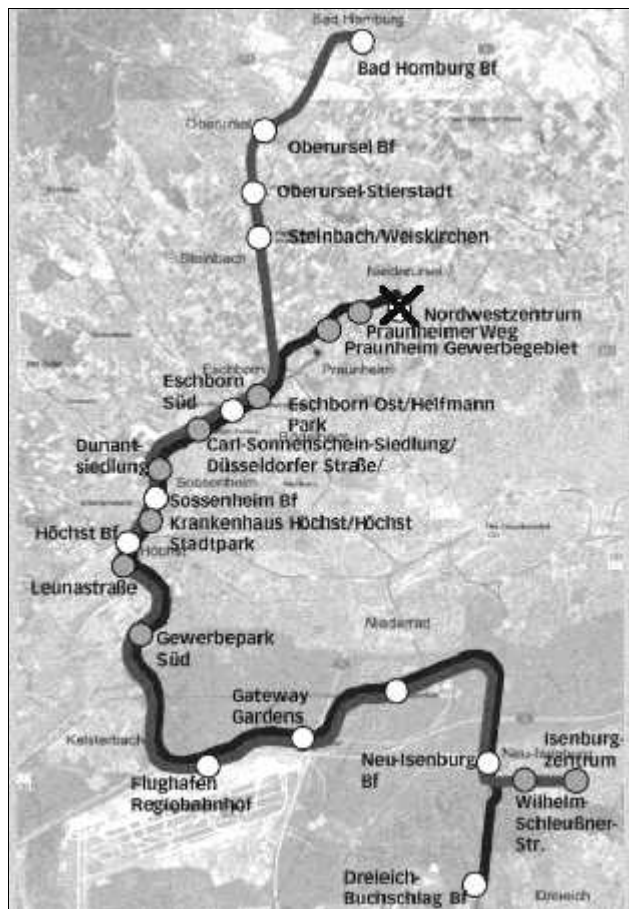 Bad Homburg
Bad Homburg Bf
Oberursel
Oberursel Bf
Oberursel-Stierstadt
Steinbach/Weiskirchen
Steinbach
Niederursel
Nordwestzentrum
Praunheimer Weg
Praunheim Gewerbegebiet
Eschborn
Praunheim
Eschborn
Süd
Eschborn Ost/Helfmann
Park
Dunant-
siedlung
Carl-Sonnenschein-Siedlung/
Düsseldorfer Straße/
Sossenheim
Sossenheim Bf
Höchst Bf
Krankenhaus Höchst/Höchst
Stadtpark
Höchst
Leunastraße
Niederrad
Gewerbepark
Süd
Gateway
Gardens
Kelsterbach
Neu-Isenburg
Bf
Neu-Isenburg
Isenburg-
zentrum
Flughafen
Regiobahnhof
Wilhelm-
Schleußner-
Str.
Dreieich-
Buchschlag Bf
Dreieich